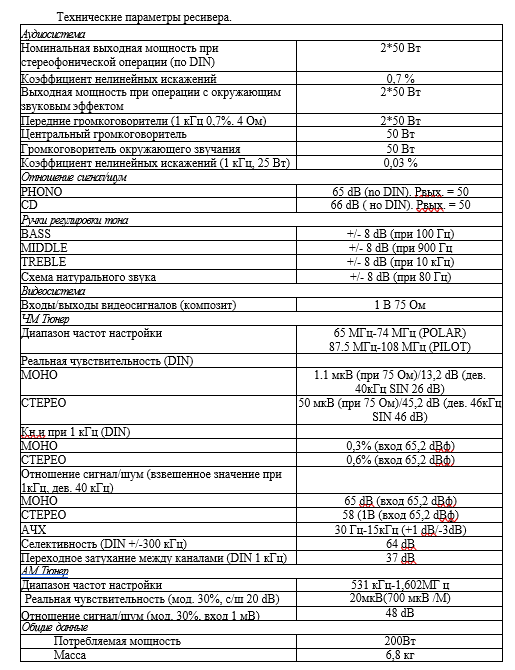 Технические параметры ресивера.
Аудиосистема
Номинальная выходная мощность при 2*50 Вт
стереофонической операции (по DIN)
Коэффициент нелинейных искажений 0,7 %
Выходная мощность при операции с окружающим 2*50 Вт
звуковым эффектом
Передние громкоговорители (1 кГц 0,7%. 4 Ом) 2*50 Вт
Центральный громкоговоритель 50 Вт
Громкоговоритель окружающего звучания 50 Вт
Коэффициент нелинейных искажений (1 кГц, 25 Вт) 0,03 %
Отношение сигнал/шум
PHONO 65 dB (по DIN). Рвых. = 50
CD 66 dB ( но DIN). Рвых. = 50
Ручки регулировки тона
BASS +/- 8 dB (при 100 Гц)
MIDDLE +/- 8 dB (при 900 Гц
TREBLE +/- 8 dB (при 10 кГц)
Схема натурального звука +/- 8 dB (при 80 Гц)
Видеосистема
Входы/выходы видеосигналов (композит) 1 В 75 Ом
ЧМ Тюнер
Диапазон частот настройки 65 МГц-74 МГц (POLAR)
87.5 МГц-108 МГц (PILOT)
Реальная чувствительность (DIN)
МОНО 1.1 мкВ (при 75 Ом)/13,2 dB (дев.
40кГц SIN 26 dB)
СТЕРЕО 50 мкВ (при 75 Ом)/45,2 dB (дев. 46кГц
SIN 46 dB)
Кн.и при 1 кГц (DIN)
МОНО 0,3% (вход 65,2 dBф)
СТЕРЕО 0,6% (вход 65,2 dBф)
Отношение сигнал/шум (взвешенное значение при
1кГц, дев. 40 кГц)
МОНО 65 dB (вход 65,2 dBф)
СТЕРЕО 58 (1В (вход 65,2 dBф)
АЧХ 30 Гц-15кГц (+1 dB/-3dB)
Селективность (DIN +/-300 кГц) 64 dB
Переходное затухание между каналами (DIN 1 кГц) 37 dB
АМ Тюнер
Диапазон частот настройки 531 кГц-1,602МГ ц
Реальная чувствительность (мод. 30%, с/ш 20 dB) 20мкВ(700 мкВ /М)
Отношение сигнал/шум (мод. 30%, вход 1 мВ) 48 dB
Общие данные
Потребляемая мощность 200Вт
Масса 6,8 кг